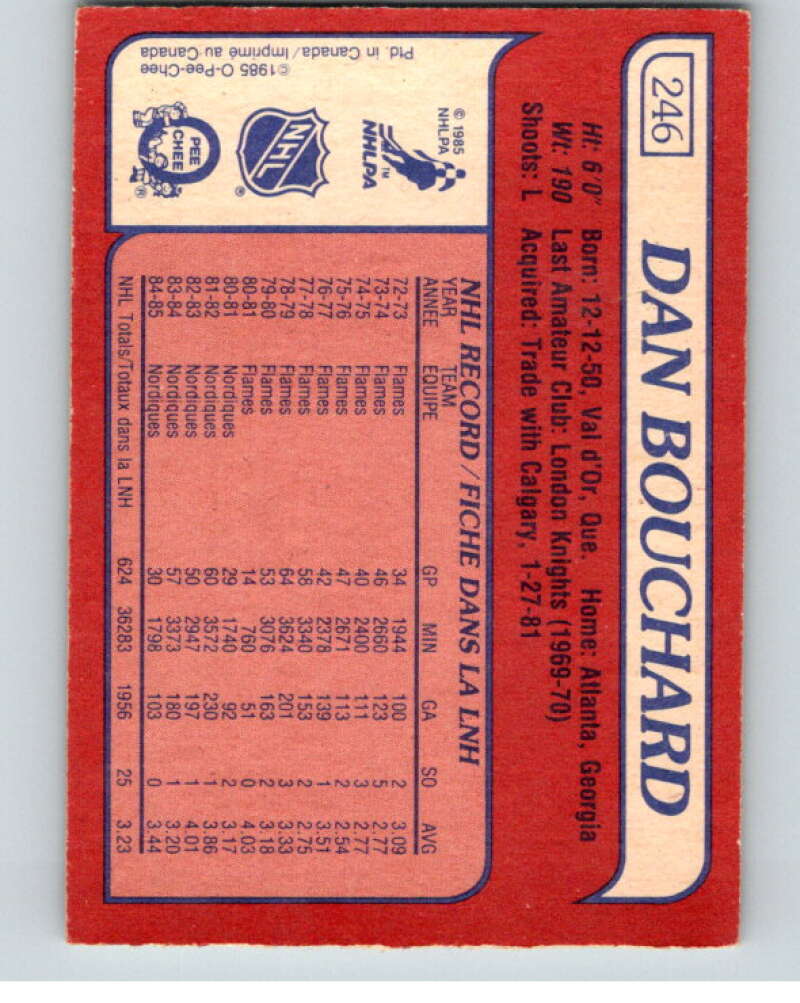 246
DAN BOUCHARD
Ht: 6'0" Born: 12-12-50, Val d'Or, Que. Home: Atlanta, Georgia
Wt: 190 Last Amateur Club: London Knights (1969-70)
Shoots: L Acquired: Trade with Calgary, 1-27-81
© 1985
NHLPA
NHLPA™
NHL
®
O
PEE
CHEE
®
©1985 O-Pee-Chee
Ptd. in Canada/Imprimé au Canada
NHL RECORD/FICHE DANS LA LNH
YEAR TEAM
ANNEE EQUIPE GP MIN GA SO AVG
72-73 Flames 34 1944 100 2 3.09
73-74 Flames 46 2660 123 5 2.77
74-75 Flames 40 2400 111 3 2.77
75-76 Flames 47 2671 113 2 2.54
76-77 Flames 42 2378 139 1 3.51
77-78 Flames 58 3340 153 2 2.75
78-79 Flames 64 3624 201 3 3.33
79-80 Flames 53 3076 163 2 3.18
80-81 Flames 14 760 51 0 4.03
80-81 Nordiques 29 1740 92 2 3.17
81-82 Nordiques 60 3572 230 1 3.86
82-83 Nordiques 50 2947 197 1 4.01
83-84 Nordiques 57 3373 180 1 3.20
84-85 Nordiques 30 1798 103 0 3.44
NHL Totals/Totaux dans la LNH 624 36283 1956 25 3.23